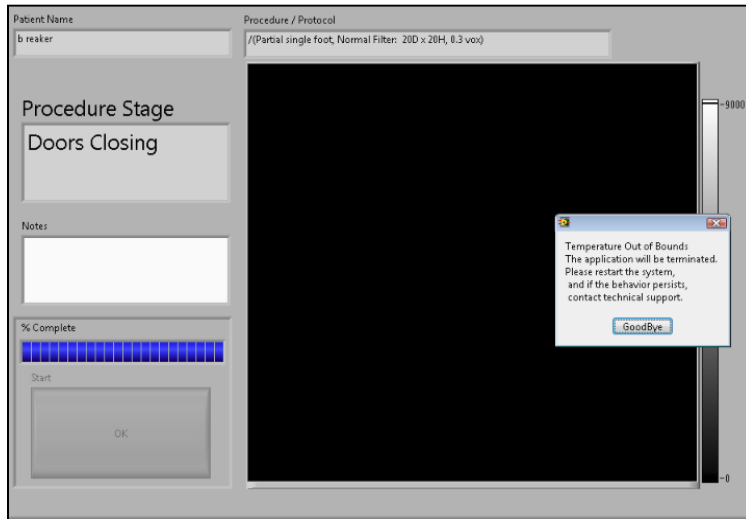 Patient Name
b reaker
Procedure / Protocol
/(Partial single foot, Normal Filter:  20D x 20H, 0.3 vox)
Procedure Stage
Doors Closing
Notes
% Complete
Start
OK
9000
0
Temperature Out of Bounds
The application will be terminated.
Please restart the system,
and if the behavior persists,
contact technical support.
GoodBye